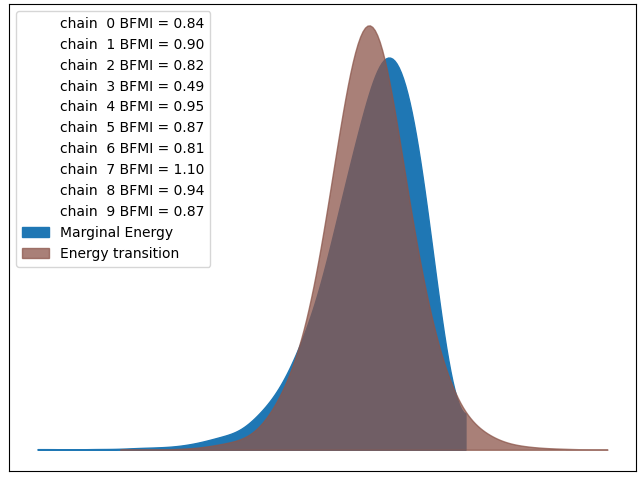 chain  0 BFMI = 0.84
chain  1 BFMI = 0.90
chain  2 BFMI = 0.82
chain  3 BFMI = 0.49
chain  4 BFMI = 0.95
chain  5 BFMI = 0.87
chain  6 BFMI = 0.81
chain  7 BFMI = 1.10
chain  8 BFMI = 0.94
chain  9 BFMI = 0.87
Marginal Energy
Energy transition